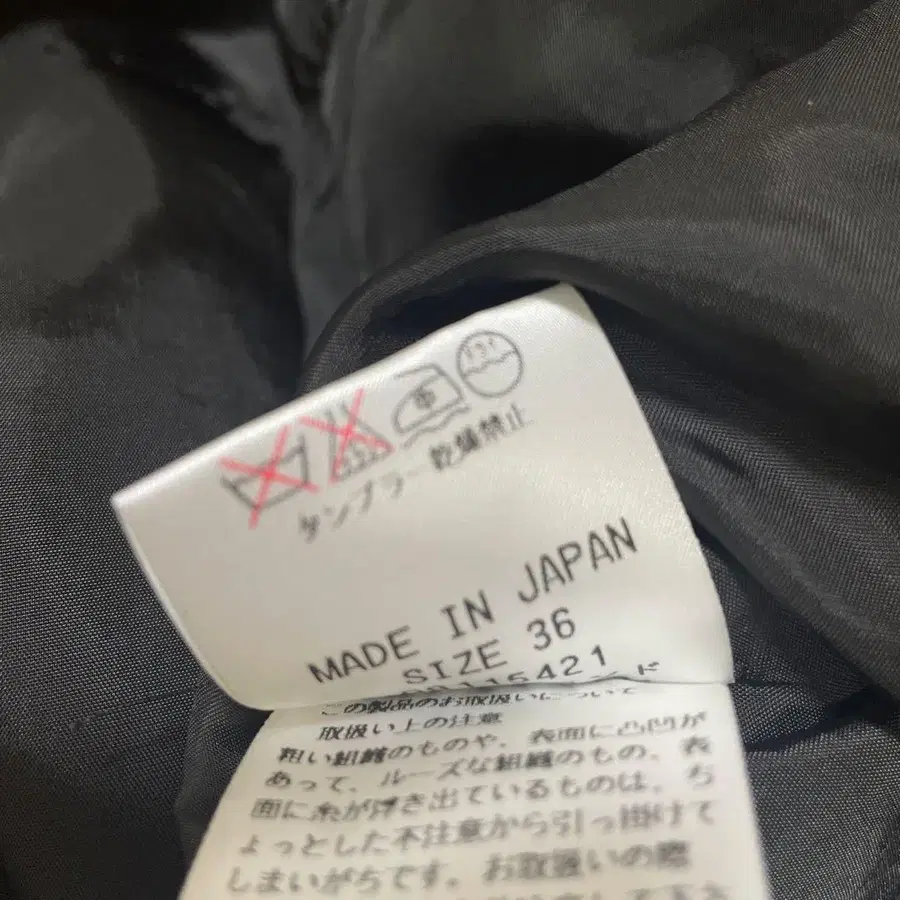 タンブラー乾燥禁止
MADE IN JAPAN
SIZE 36
15421
この製品のお取扱いについて
取扱い上の注意
粗い組織のものや、表面に凸凹が
あって、ルーズな組織のもの、表
面に糸が浮き出ているものは、ち
ょっとした不注意から引っ掛けて
しまいがちです。お取扱いの際